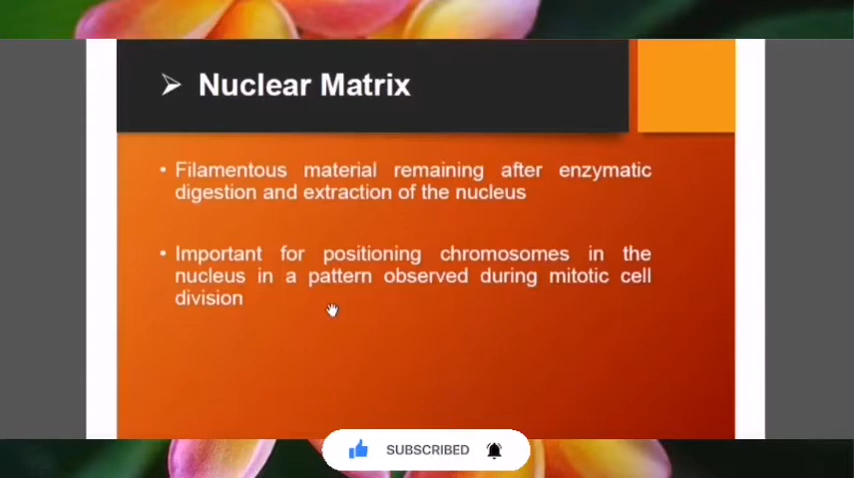 Nuclear Matrix
• Filamentous material remaining after enzymatic
digestion and extraction of the nucleus
• Important for positioning chromosomes in the
nucleus in a pattern observed during mitotic cell
division
SUBSCRIBED